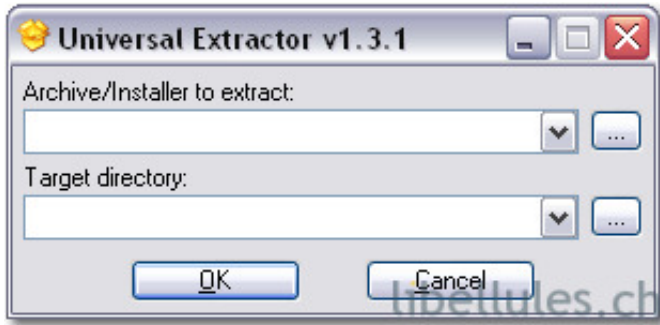 Universal Extractor v1.3.1
Archive/Installer to extract:
...
Target directory:
...
OK
Cancel
libellules.ch